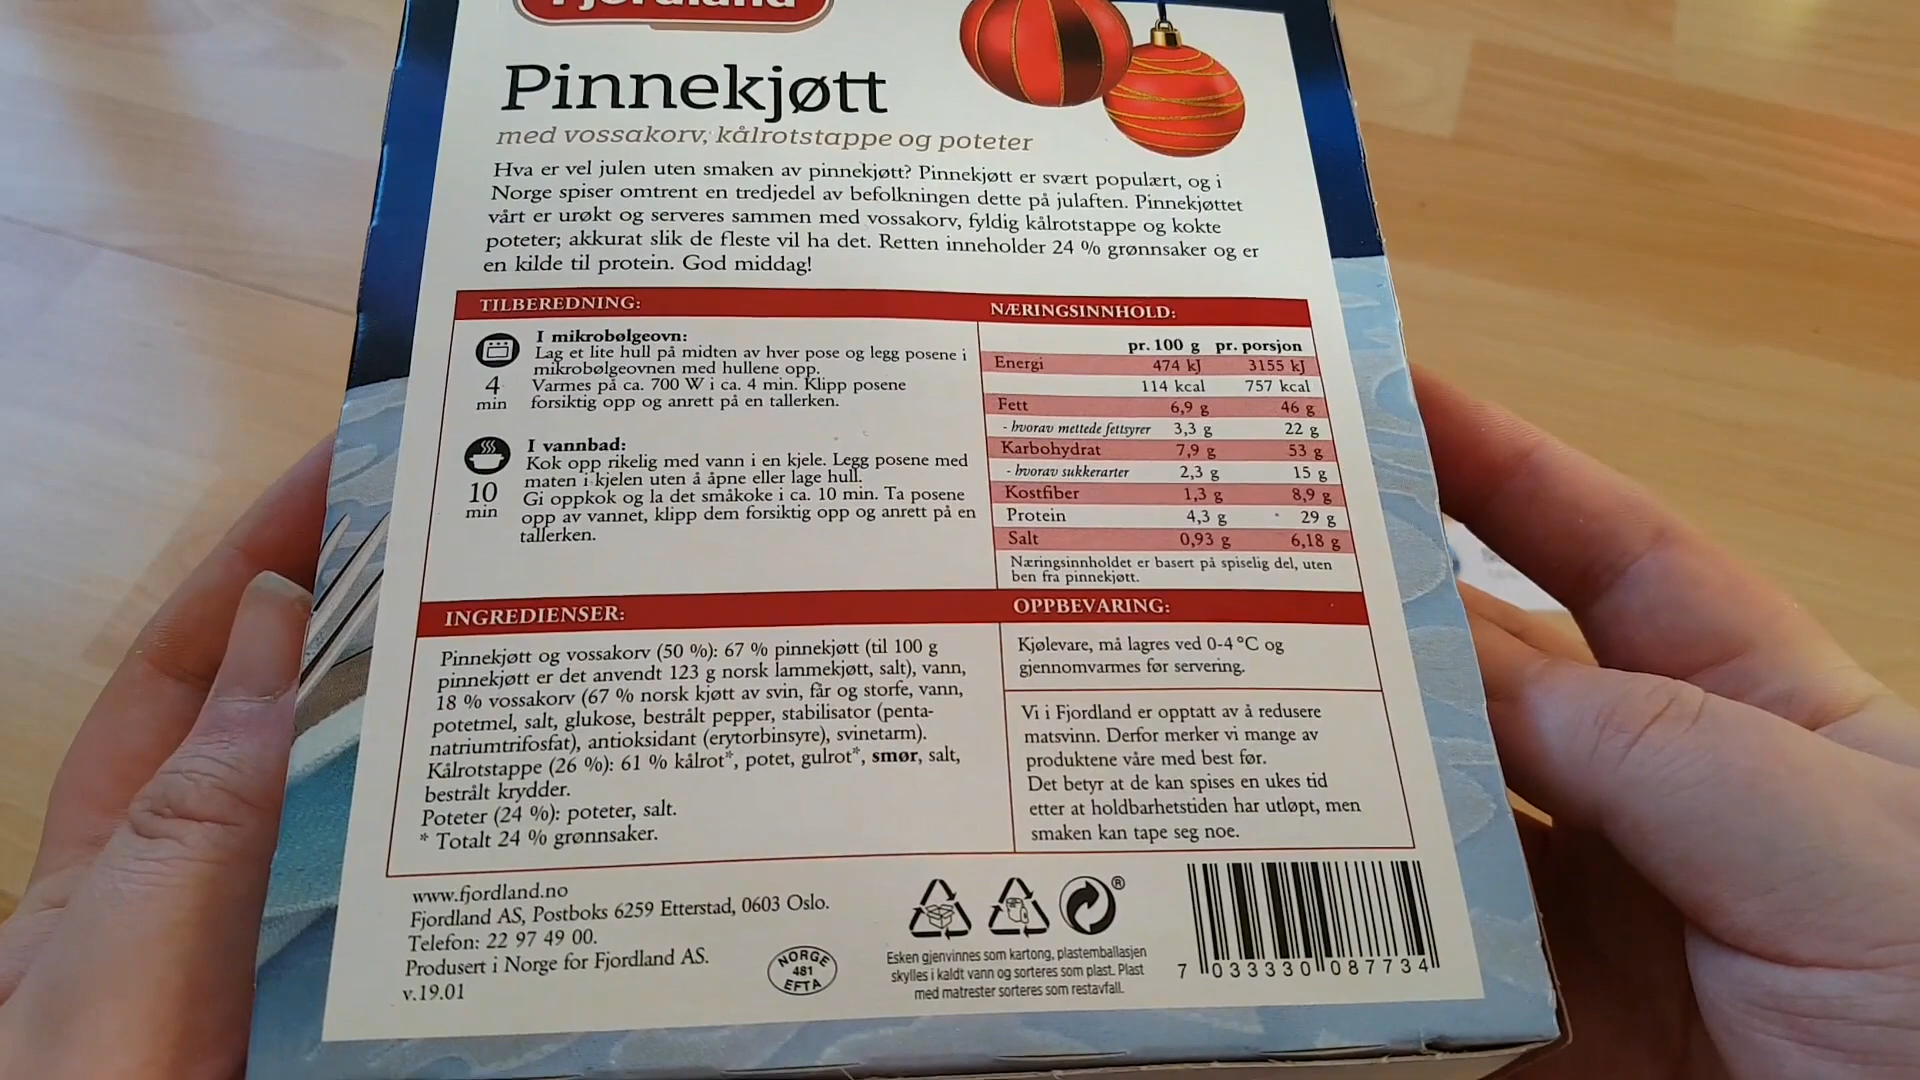 Fjordland
Pinnekjøtt
med vossakorv, kålrotstappe og poteter
Hva er vel julen uten smaken av pinnekjøtt? Pinnekjøtt er svært populært, og i
Norge spiser omtrent en tredjedel av befolkningen dette på julaften. Pinnekjøttet
vårt er urøkt og serveres sammen med vossakorv, fyldig kålrotstappe og kokte
poteter; akkurat slik de fleste vil ha det. Retten inneholder 24 % grønnsaker og er
en kilde til protein. God middag!
TILBEREDNING:
I mikrobølgeovn:
Lag et lite hull på midten av hver pose og legg posene i
mikrobølgeovnen med hullene opp.
4 Varmes på ca. 700 W i ca. 4 min. Klipp posene
min forsiktig opp og anrett på en tallerken.
I vannbad:
Kok opp rikelig med vann i en kjele. Legg posene med
maten i kjelen uten å åpne eller lage hull.
10 Gi oppkok og la det småkoke i ca. 10 min. Ta posene
min opp av vannet, klipp dem forsiktig opp og anrett på en
tallerken.
NÆRINGSINNHOLD:
pr. 100 g pr. porsjon
Energi 474 kJ 3155 kJ
114 kcal 757 kcal
Fett 6,9 g 46 g
- hvorav mettede fettsyrer 3,3 g 22 g
Karbohydrat 7,9 g 53 g
- hvorav sukkerarter 2,3 g 15 g
Kostfiber 1,3 g 8,9 g
Protein 4,3 g 29 g
Salt 0,93 g 6,18 g
Næringsinnholdet er basert på spiselig del, uten
ben fra pinnekjøtt.
INGREDIENSER:
Pinnekjøtt og vossakorv (50 %): 67 % pinnekjøtt (til 100 g
pinnekjøtt er det anvendt 123 g norsk lammekjøtt, salt), vann,
18 % vossakorv (67 % norsk kjøtt av svin, får og storfe, vann,
potetmel, salt, glukose, bestrålt pepper, stabilisator (penta-
natriumtrifosfat), antioksidant (erytorbinsyre), svinetarm).
Kålrotstappe (26 %): 61 % kålrot*, potet, gulrot*, smør, salt,
bestrålt krydder.
Poteter (24 %): poteter, salt.
* Totalt 24 % grønnsaker.
OPPBEVARING:
Kjølevare, må lagres ved 0-4 °C og
gjennomvarmes før servering.
Vi i Fjordland er opptatt av å redusere
matsvinn. Derfor merker vi mange av
produktene våre med best før.
Det betyr at de kan spises en ukes tid
etter at holdbarhetstiden har utløpt, men
smaken kan tape seg noe.
www.fjordland.no
Fjordland AS, Postboks 6259 Etterstad, 0603 Oslo.
Telefon: 22 97 49 00.
Produsert i Norge for Fjordland AS.
v.19.01
NORGE
481
EFTA
®
Esken gjenvinnes som kartong, plastemballasjen
skylles i kaldt vann og sorteres som plast. Plast
med matrester sorteres som restavfall.
7 033330 087734